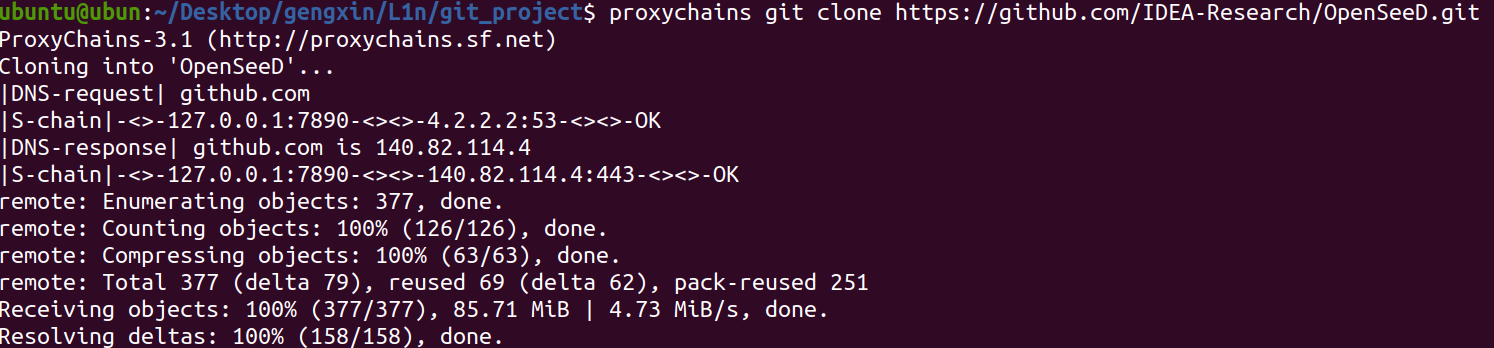 ubuntu@ubun:~/Desktop/gengxin/L1n/git_project$ proxychains git clone https://github.com/IDEA-Research/OpenSeeD.git
ProxyChains-3.1 (http://proxychains.sf.net)
Cloning into 'OpenSeeD'...
|DNS-request| github.com
|S-chain|-<>-127.0.0.1:7890-<><>-4.2.2.2:53-<><>-OK
|DNS-response| github.com is 140.82.114.4
|S-chain|-<>-127.0.0.1:7890-<><>-140.82.114.4:443-<><>-OK
remote: Enumerating objects: 377, done.
remote: Counting objects: 100% (126/126), done.
remote: Compressing objects: 100% (63/63), done.
remote: Total 377 (delta 79), reused 69 (delta 62), pack-reused 251
Receiving objects: 100% (377/377), 85.71 MiB | 4.73 MiB/s, done.
Resolving deltas: 100% (158/158), done.